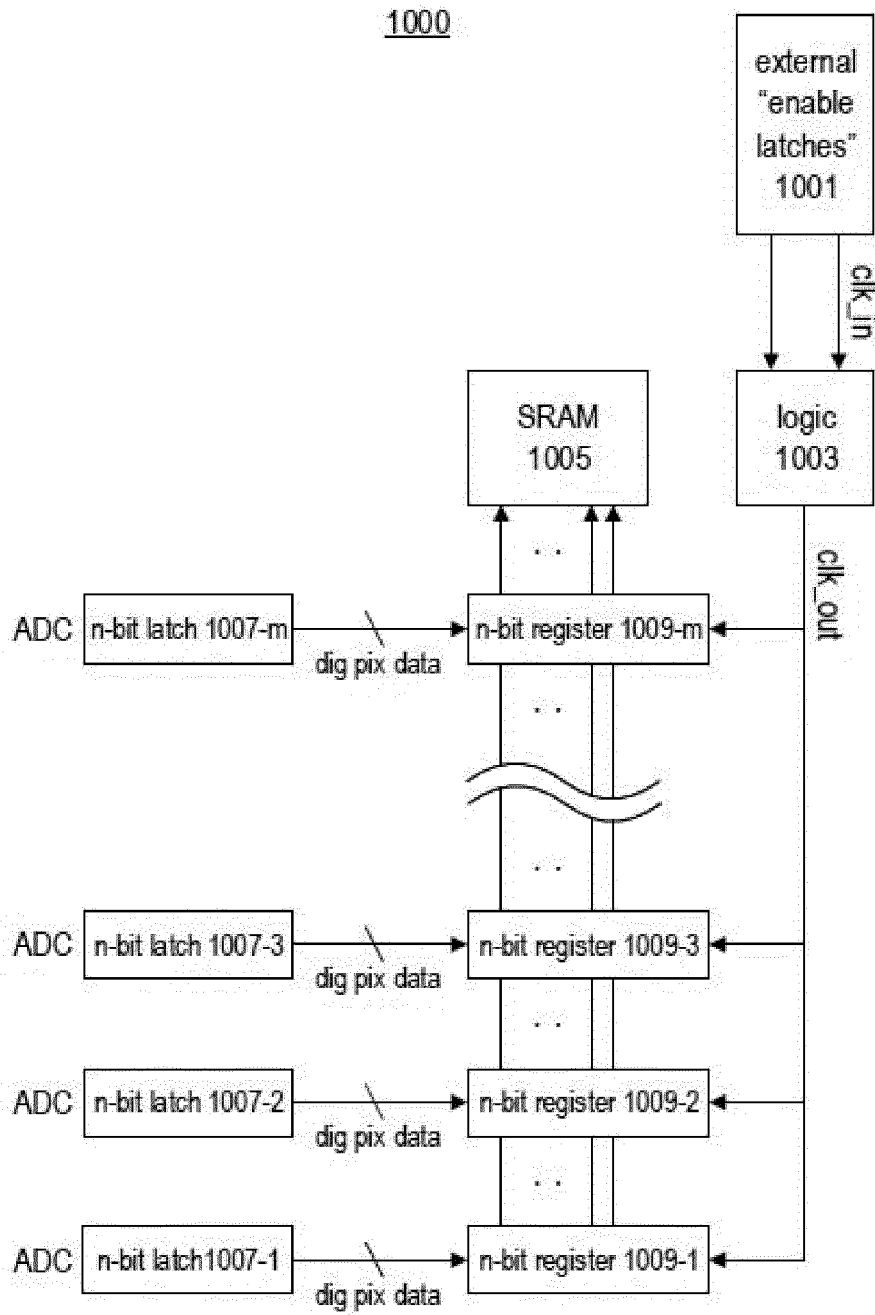 1000
external
"enable
latches"
1001
clk_in
SRAM
1005
logic
1003
clk_out
. .
ADC n-bit latch 1007-m n-bit register 1009-m
dig pix data
. .
. .
ADC n-bit latch 1007-3 n-bit register 1009-3
dig pix data
. .
ADC n-bit latch 1007-2 n-bit register 1009-2
dig pix data
. .
ADC n-bit latch1007-1 n-bit register 1009-1
dig pix data